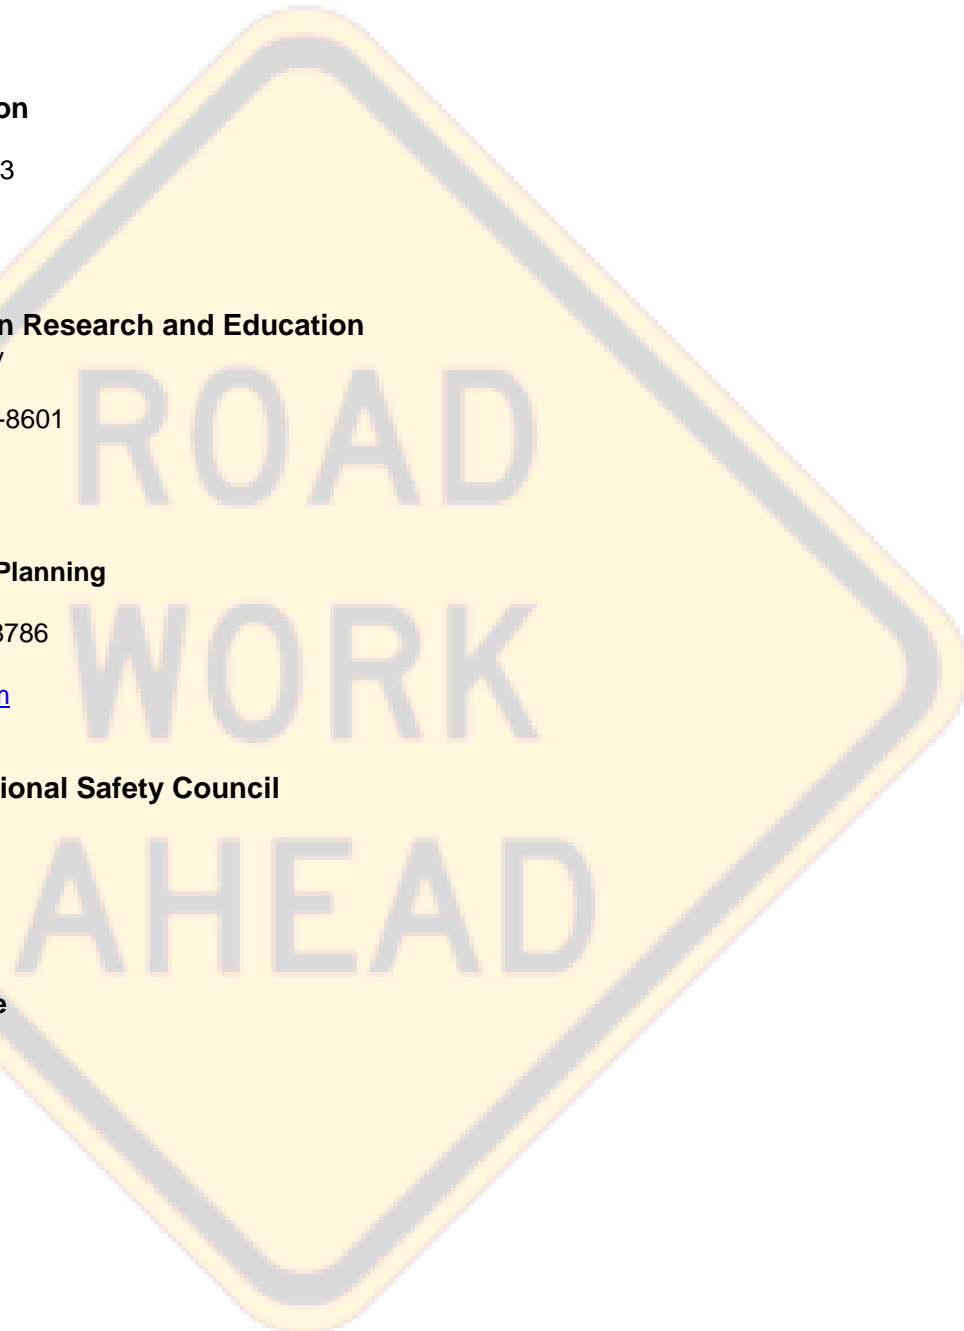 on
3
n Research and Education
-8601
ROAD
Planning
WORK
3786
ional Safety Council
AHEAD
e